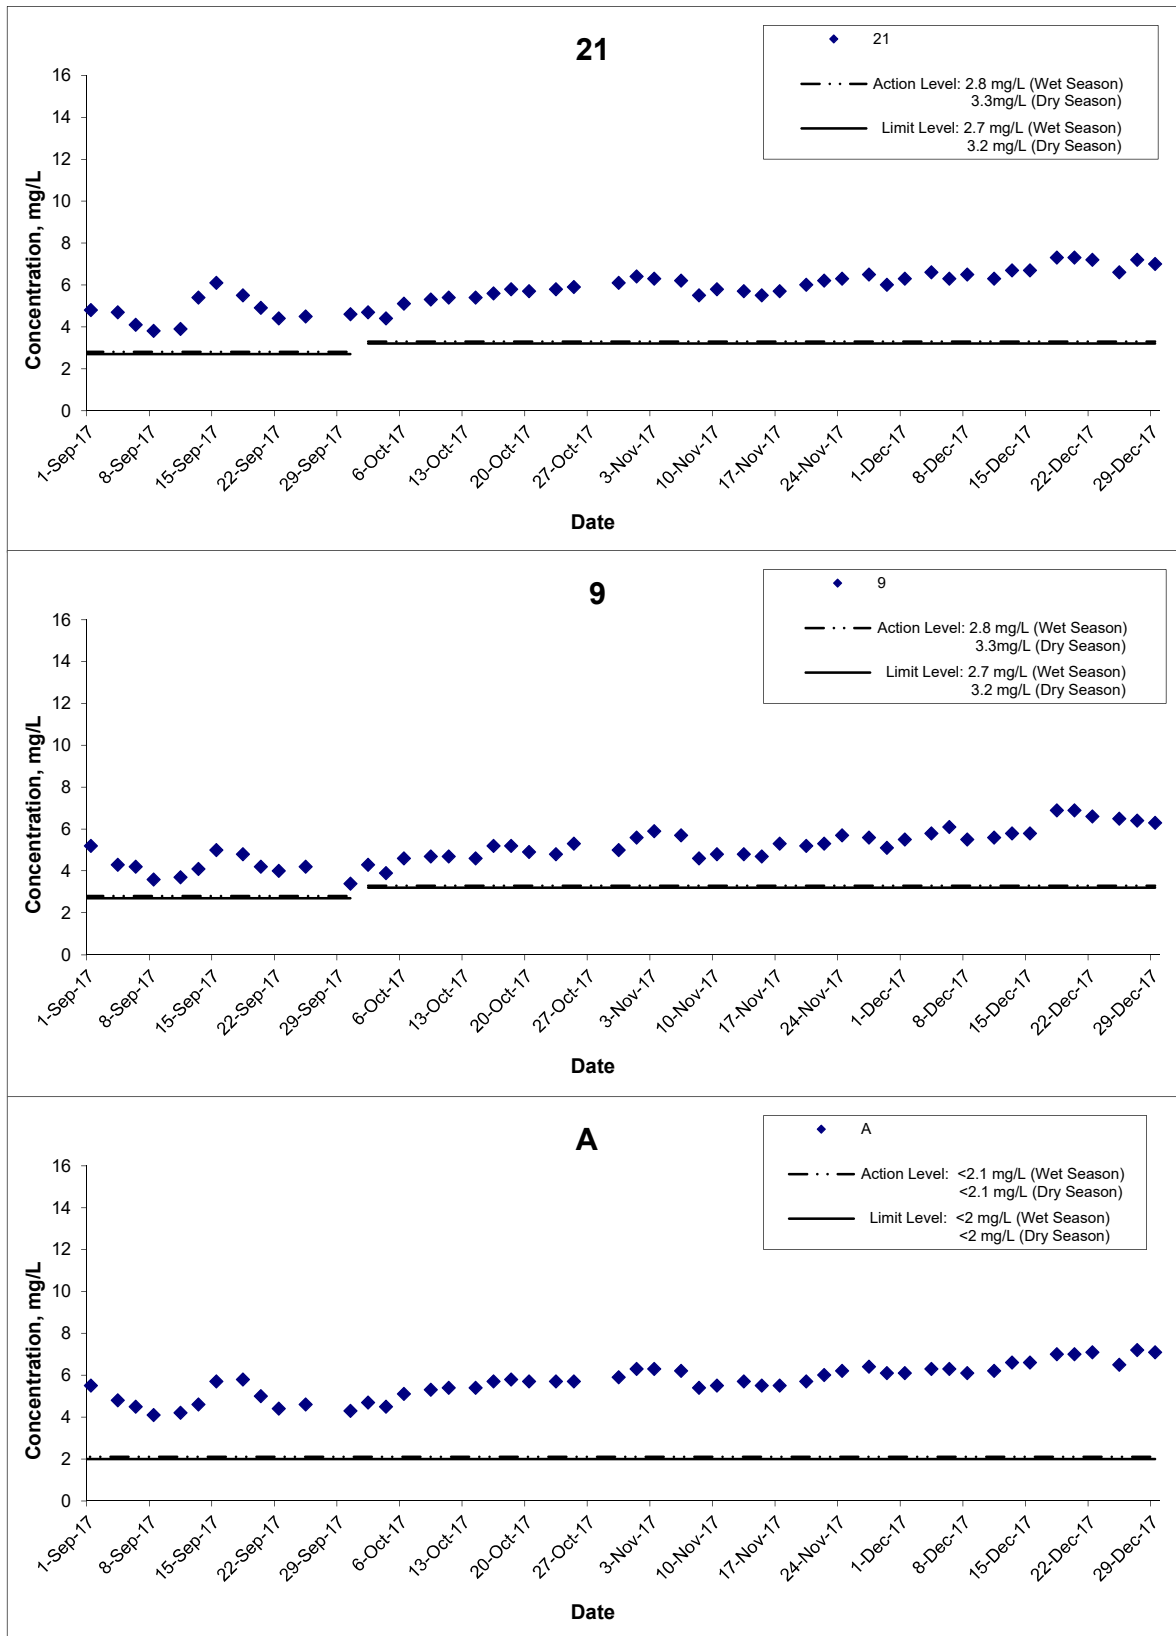 21
21
Action Level: 2.8 mg/L (Wet Season)
3.3mg/L (Dry Season)
Limit Level: 2.7 mg/L (Wet Season)
3.2 mg/L (Dry Season)
Concentration, mg/L
16
14
12
10
8
6
4
2
0
1-Sep-17
8-Sep-17
15-Sep-17
22-Sep-17
29-Sep-17
6-Oct-17
13-Oct-17
20-Oct-17
27-Oct-17
3-Nov-17
10-Nov-17
17-Nov-17
24-Nov-17
1-Dec-17
8-Dec-17
15-Dec-17
22-Dec-17
29-Dec-17
Date
9
9
Action Level: 2.8 mg/L (Wet Season)
3.3mg/L (Dry Season)
Limit Level: 2.7 mg/L (Wet Season)
3.2 mg/L (Dry Season)
Concentration, mg/L
16
14
12
10
8
6
4
2
0
1-Sep-17
8-Sep-17
15-Sep-17
22-Sep-17
29-Sep-17
6-Oct-17
13-Oct-17
20-Oct-17
27-Oct-17
3-Nov-17
10-Nov-17
17-Nov-17
24-Nov-17
1-Dec-17
8-Dec-17
15-Dec-17
22-Dec-17
29-Dec-17
Date
A
A
Action Level: <2.1 mg/L (Wet Season)
<2.1 mg/L (Dry Season)
Limit Level: <2 mg/L (Wet Season)
<2 mg/L (Dry Season)
Concentration, mg/L
16
14
12
10
8
6
4
2
0
1-Sep-17
8-Sep-17
15-Sep-17
22-Sep-17
29-Sep-17
6-Oct-17
13-Oct-17
20-Oct-17
27-Oct-17
3-Nov-17
10-Nov-17
17-Nov-17
24-Nov-17
1-Dec-17
8-Dec-17
15-Dec-17
22-Dec-17
29-Dec-17
Date